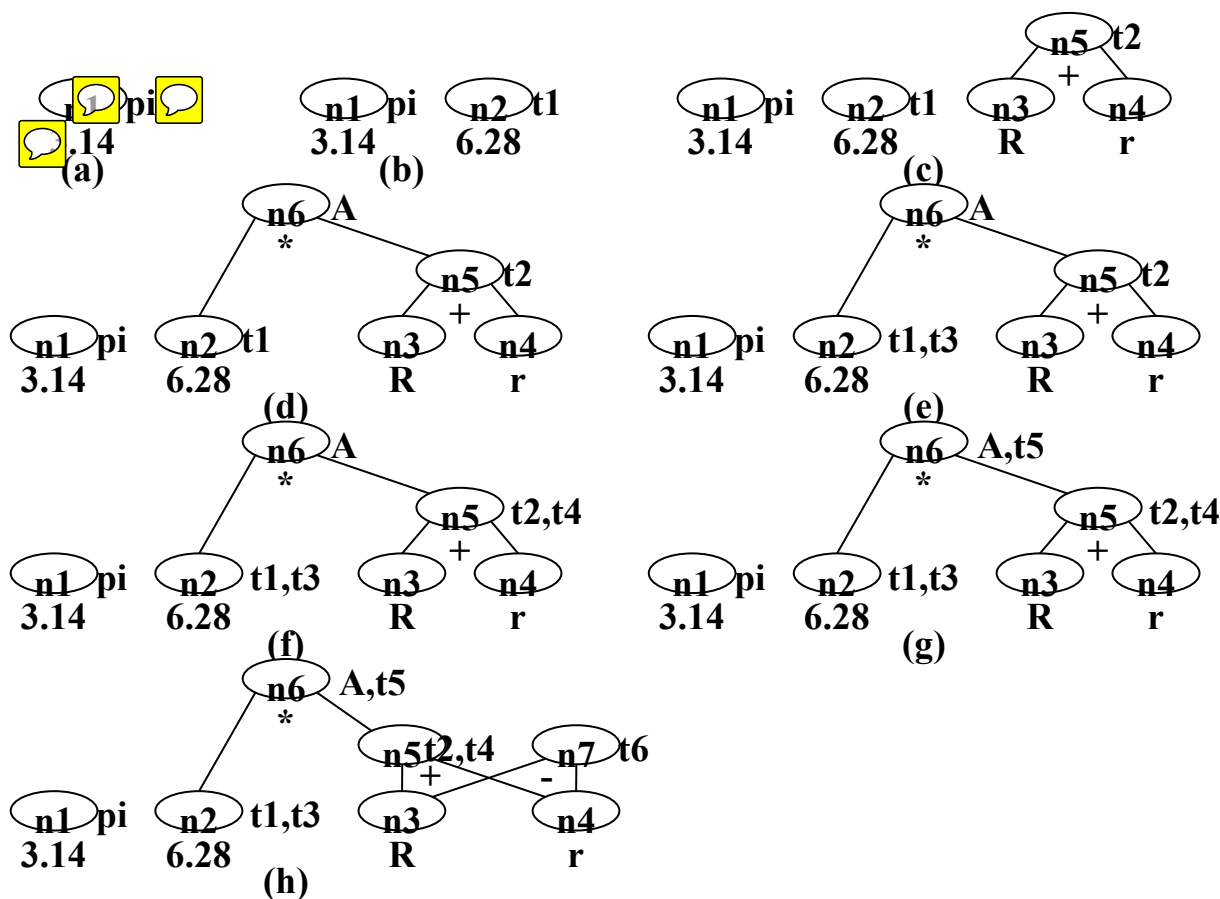 n5 t2
+
n1 pi
n1 pi n2 t1
n1 pi n2 t1 n3 n4
.14
3.14 6.28
3.14 6.28 R r
(a) (b) (c)
n6 A
*
n6 A
*
n5 t2
+
n5 t2
+
n1 pi n2 t1 n3 n4
3.14 6.28 R r
(d)
n1 pi n2 t1,t3 n3 n4
3.14 6.28 R r
(e)
n6 A
*
n5 t2,t4
+
n1 pi n2 t1,t3 n3 n4
3.14 6.28 R r
(f)
n6 A,t5
*
n5 t2,t4
+
n1 pi n2 t1,t3 n3 n4
3.14 6.28 R r
(g)
n6 A,t5
*
n5 t2,t4 n7 t6
+ -
n1 pi n2 t1,t3 n3 n4
3.14 6.28 R r
(h)